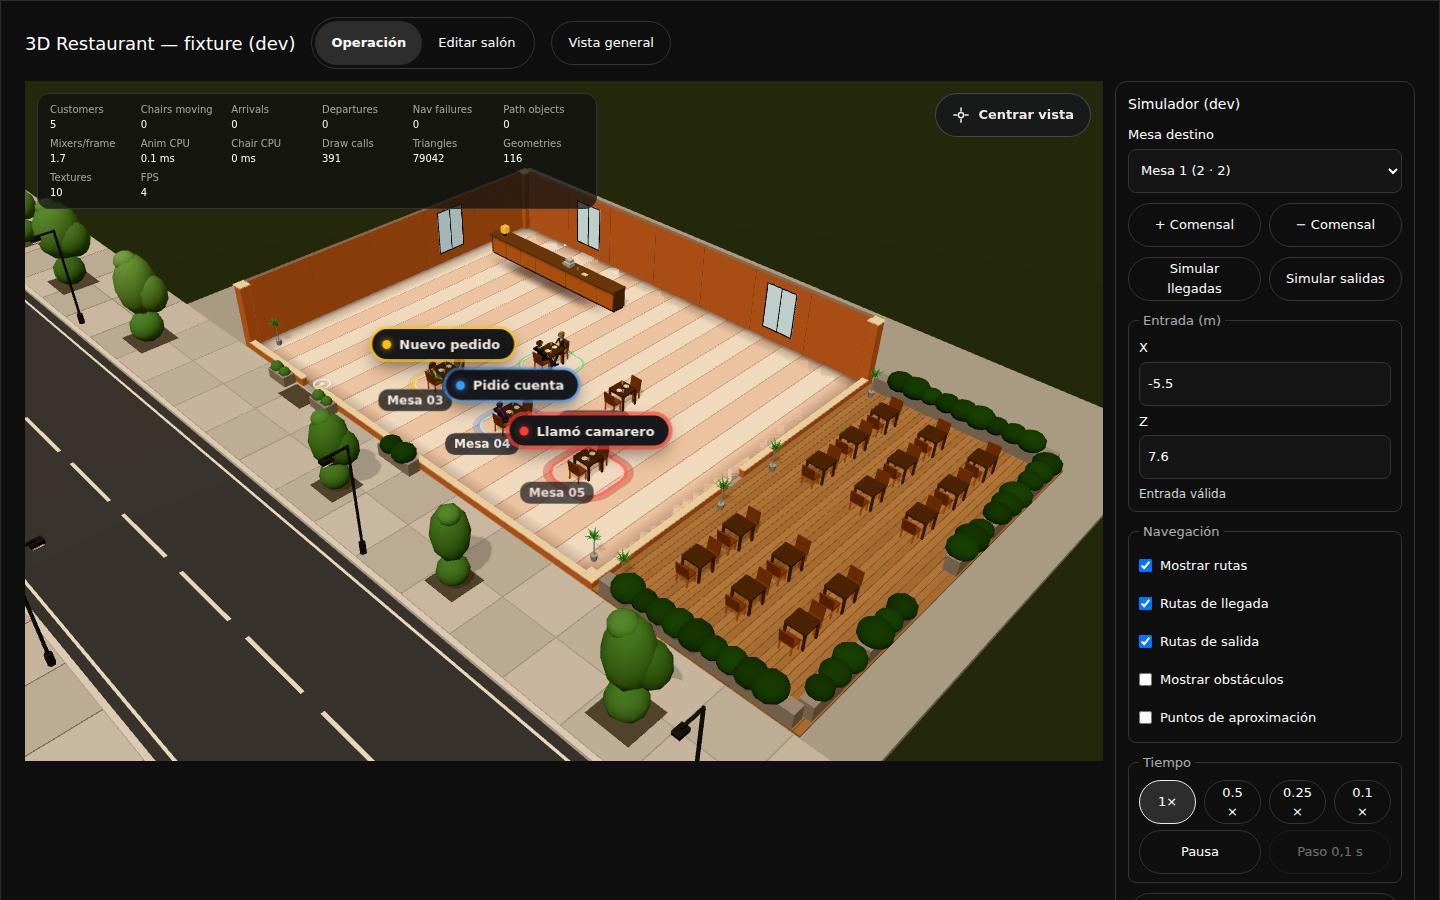 3D Restaurant — fixture (dev)
Operación
Editar salón
Vista general
Customers
Chairs moving
Arrivals
Departures
Nav failures
Path objects
5
0
0
0
0
0
Mixers/frame
Anim CPU
Chair CPU
Draw calls
Triangles
Geometries
1.7
0.1 ms
0 ms
391
79042
116
Textures
FPS
10
4
Centrar vista
Nuevo pedido
Pidió cuenta
Mesa 03
Llamó camarero
Mesa 04
Mesa 05
Simulador (dev)
Mesa destino
Mesa 1 (2 · 2)
+ Comensal
− Comensal
Simular
llegadas
Simular salidas
Entrada (m)
X
-5.5
Z
7.6
Entrada válida
Navegación
Mostrar rutas
Rutas de llegada
Rutas de salida
Mostrar obstáculos
Puntos de aproximación
Tiempo
1×
0.5
×
0.25
×
0.1
×
Pausa
Paso 0,1 s